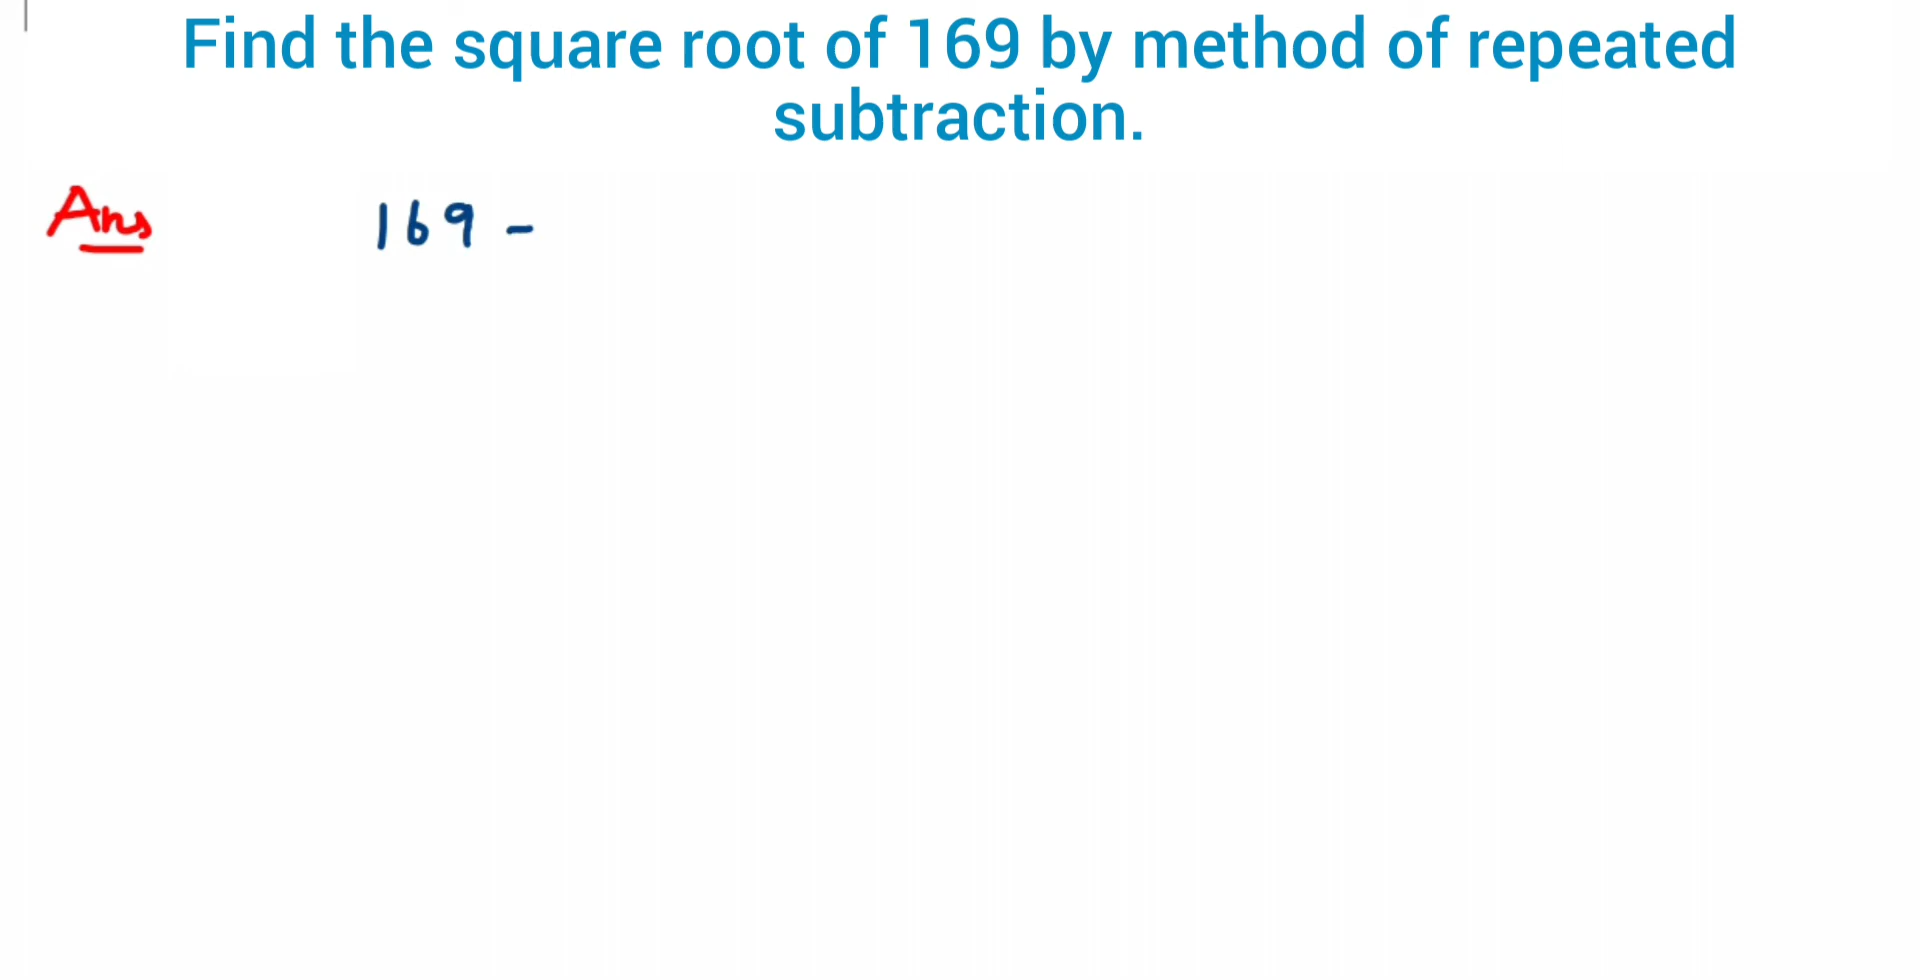 Find the square root of 169 by method of repeated
subtraction.
Ans 169 -